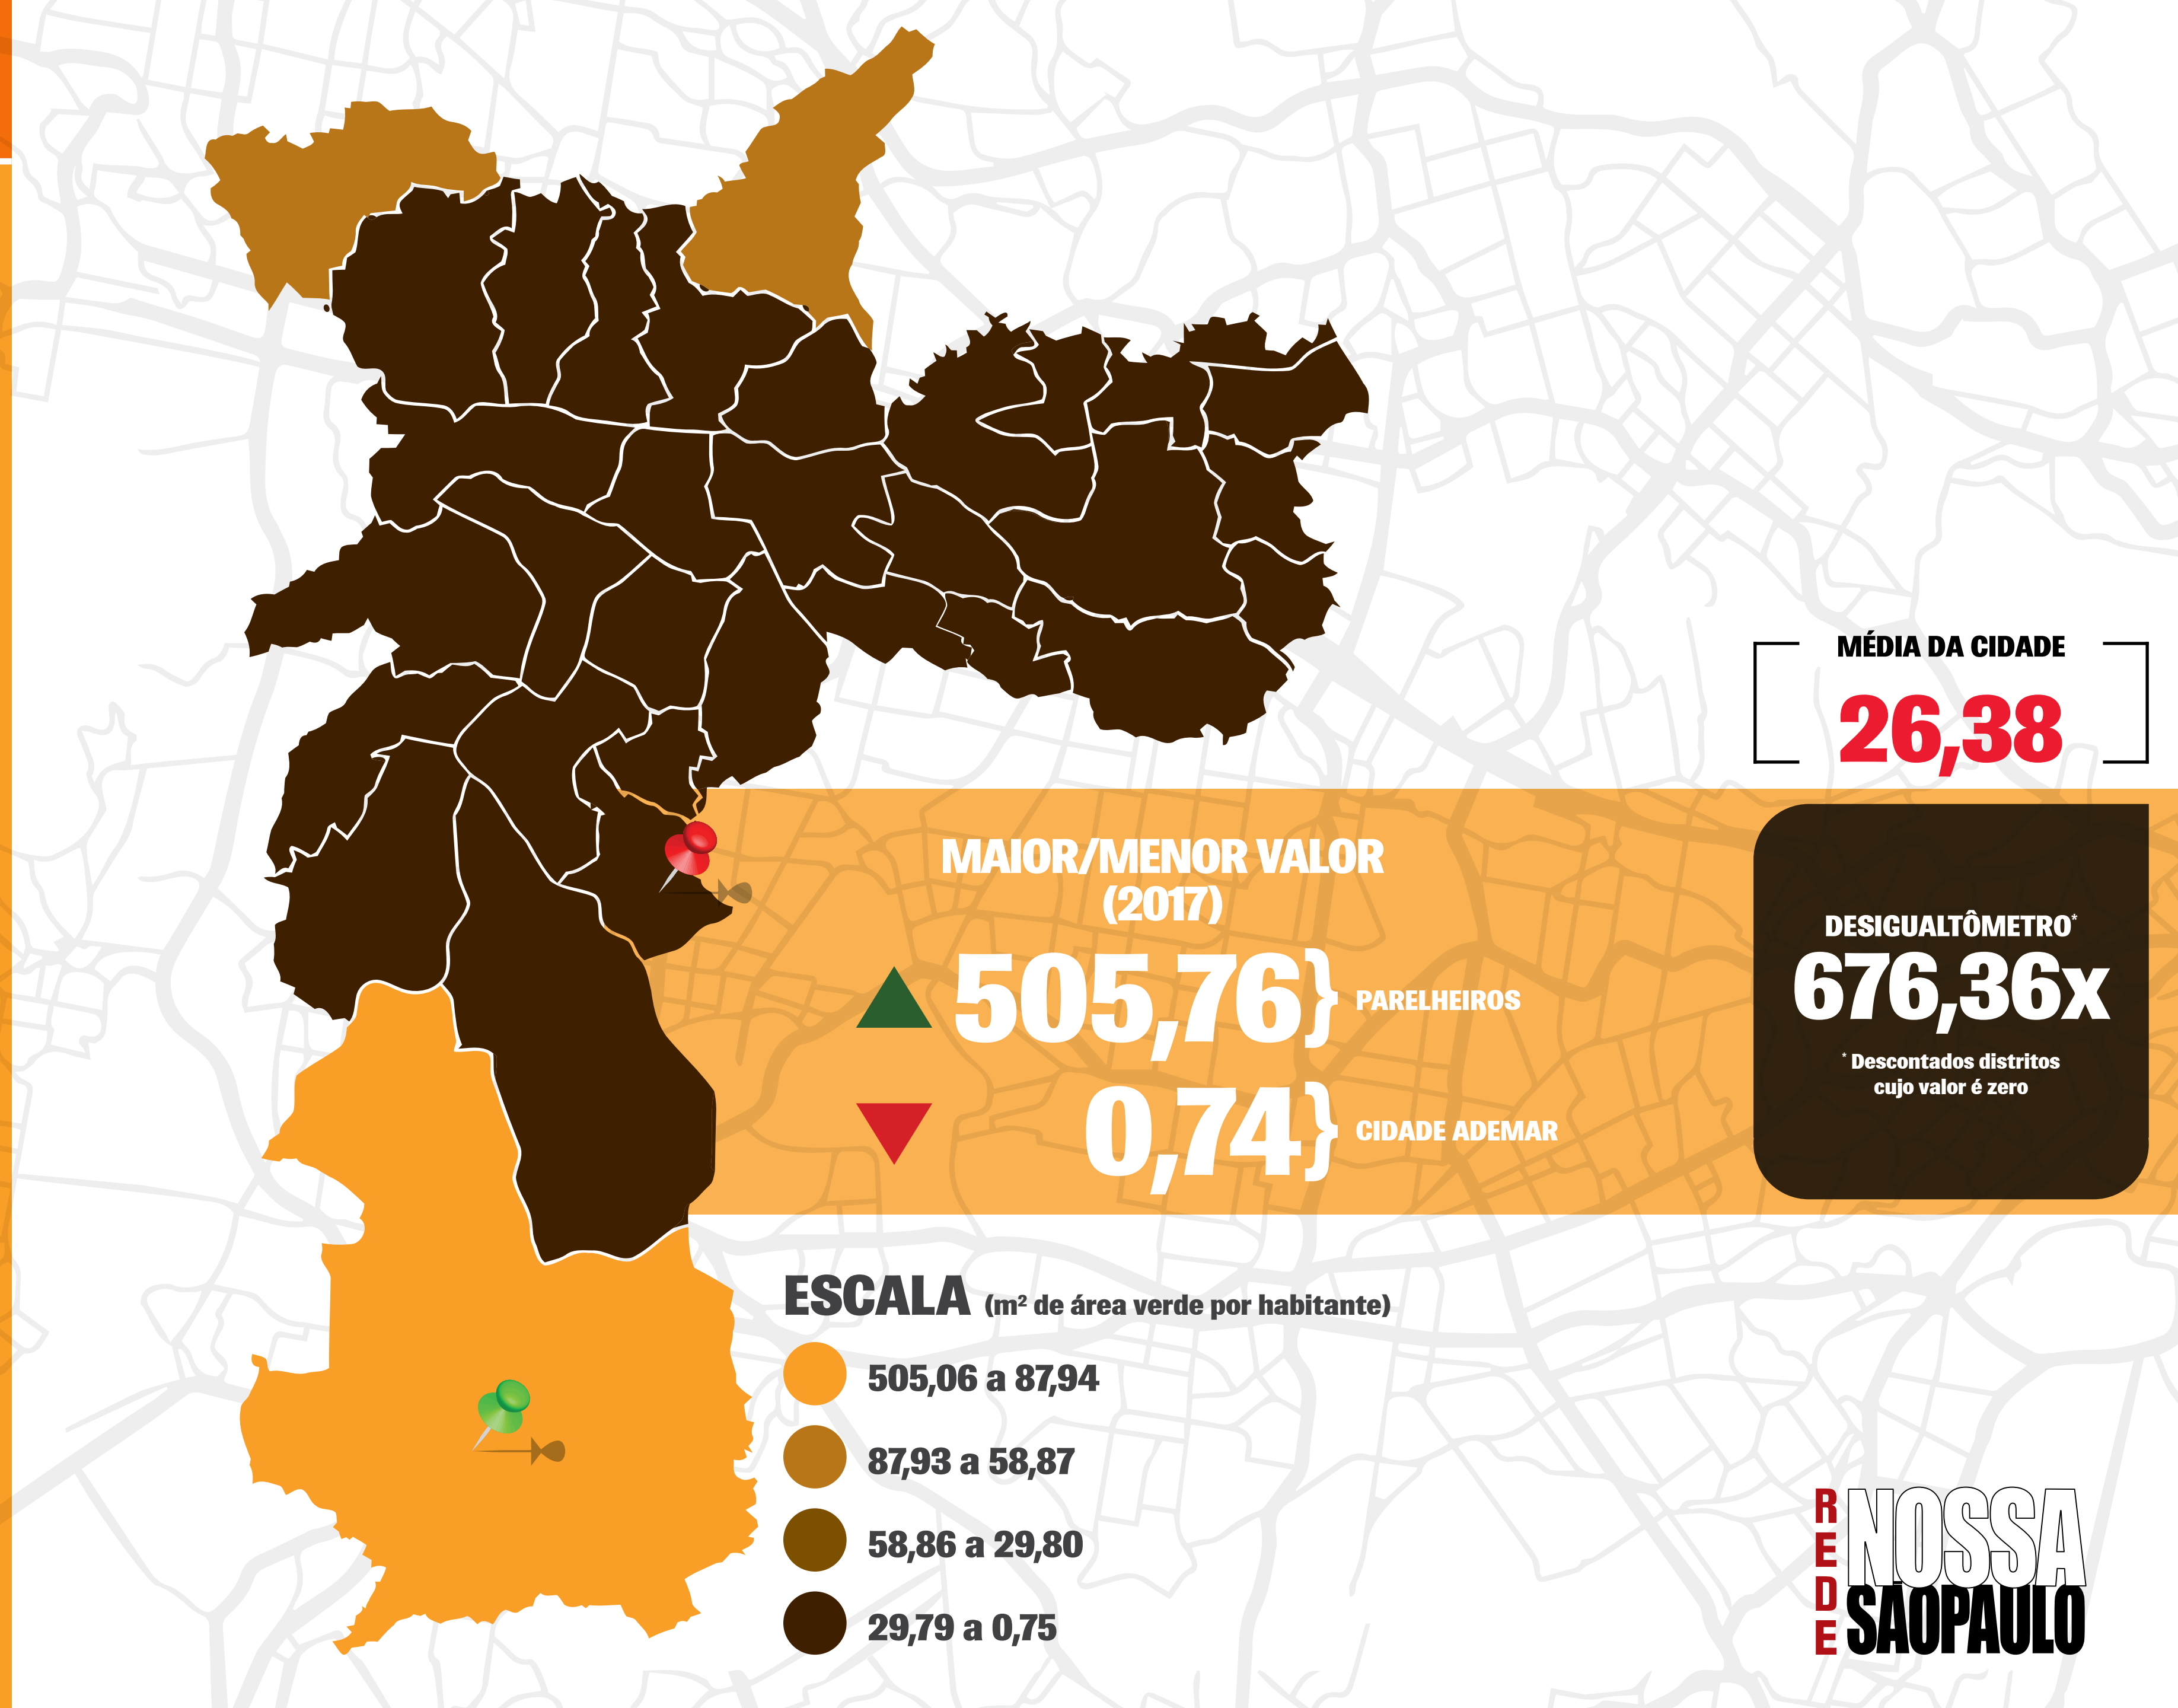 MÉDIA DA CIDADE
26,38
MAIOR/MENOR VALOR
(2017)
505,76} PARELHEIROS
0,74} CIDADE ADEMAR
DESIGUALTÔMETRO*
676,36x
* Descontados distritos
cujo valor é zero
ESCALA (m² de área verde por habitante)
505,06 a 87,94
87,93 a 58,87
58,86 a 29,80
29,79 a 0,75
REDE
NOSSA
SÃOPAULO